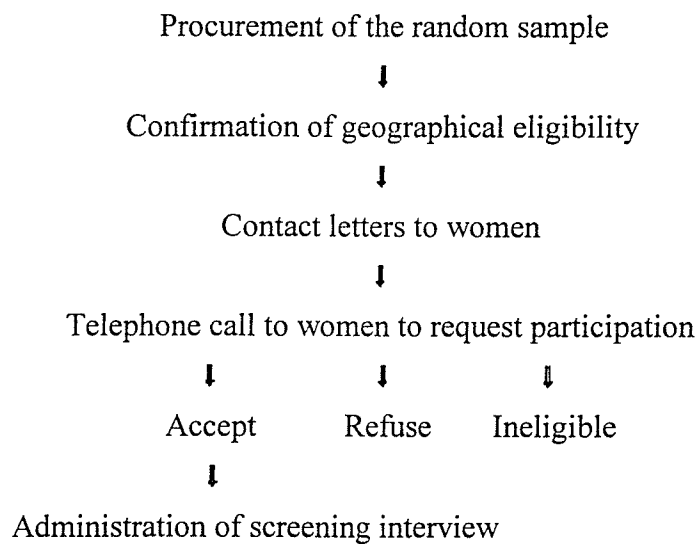 Procurement of the random sample
Confirmation of geographical eligibility
Contact letters to women
Telephone call to women to request participation
Accept Refuse Ineligible
Administration of screening interview